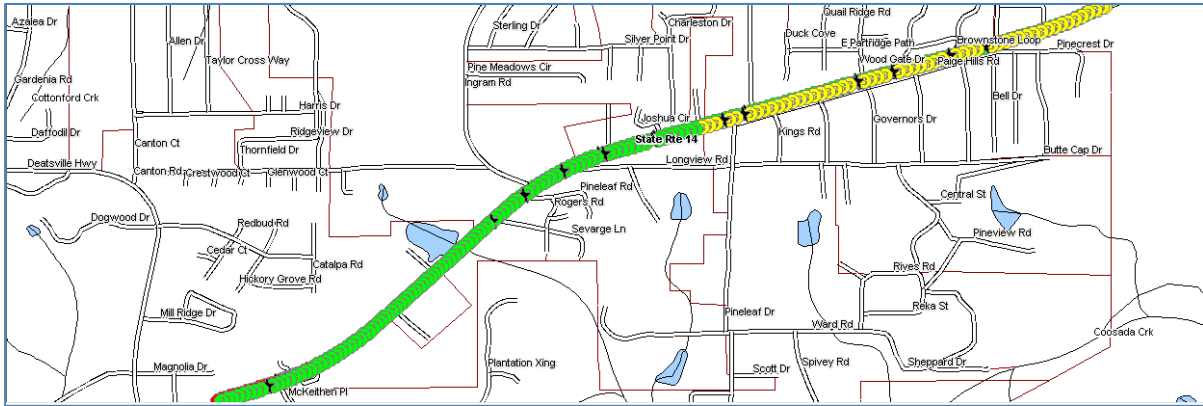 Azalea Dr
Allen Dr
Taylor Cross Way
Gardenia Rd
Cottonford Crk
Daffodil Dr
Deatsville Hwy
Canton Ct
Canton Rd
Crestwood Ct
Glenwood Ct
Harris Dr
Ridgeview Dr
Thornfield Dr
Sterling Dr
Silver Point Dr
Charleston Dr
Pine Meadows Cir
Ingram Rd
Joshua Cir
State Rte 14
Longview Rd
Duck Cove
Quail Ridge Rd
E Partridge Path
Wood Gate Dr
Brownstone Loop
Paige Hills Rd
Pinecrest Dr
Bell Dr
Governors Dr
Kings Rd
Butte Cap Dr
Central St
Pineview Rd
Rives Rd
Reka St
Coosada Crk
Sheppard Dr
Ward Rd
Spivey Rd
Scott Dr
Pineleaf Dr
Pineleaf Rd
Rogers Rd
Sevarge Ln
Plantation Xing
Dogwood Dr
Redbud Rd
Cedar Ct
Catalpa Rd
Hickory Grove Rd
Mill Ridge Dr
Magnolia Dr
McKeithen Pl